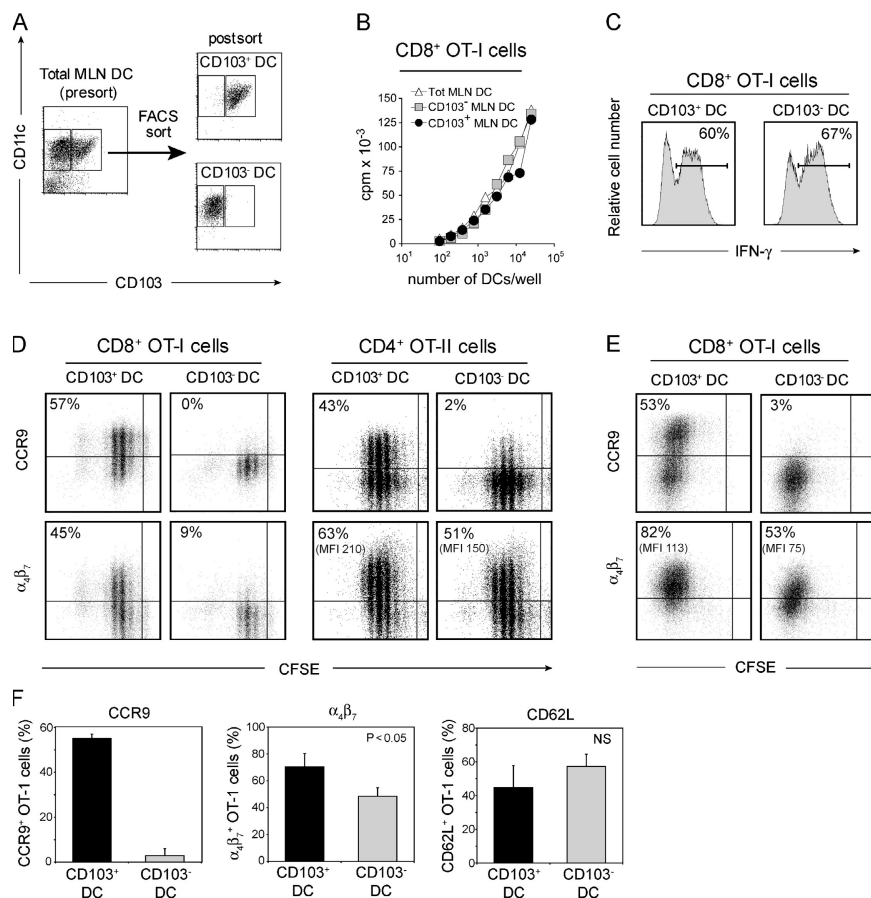 A
postsort
CD103⁺ DC
Total MLN DC
(presort)
FACS
sort
CD103⁻ DC
CD11c
CD103
B
CD8⁺ OT-I cells
Tot MLN DC
CD103⁻ MLN DC
CD103⁺ MLN DC
150
125
100
75
50
25
0
cpm x 10⁻³
10¹ 10² 10³ 10⁴ 10⁵
number of DCs/well
C
CD8⁺ OT-I cells
CD103⁺ DC CD103⁻ DC
60% 67%
Relative cell number
IFN-γ
D
CD8⁺ OT-I cells CD4⁺ OT-II cells
CD103⁺ DC CD103⁻ DC CD103⁺ DC CD103⁻ DC
57% 0% 43% 2%
CCR9
45% 9% 63% 51%
(MFI 210) (MFI 150)
α₄β₇
CFSE
E
CD8⁺ OT-I cells
CD103⁺ DC CD103⁻ DC
53% 3%
CCR9
82% 53%
(MFI 113) (MFI 75)
α₄β₇
CFSE
F
CCR9
60
40
20
0
CCR9⁺ OT-1 cells (%)
CD103⁺ CD103⁻
DC DC
α₄β₇
P < 0.05
100
80
60
40
20
0
α₄β₇⁺ OT-1 cells (%)
CD103⁺ CD103⁻
DC DC
CD62L
NS
80
60
40
20
0
CD62L⁺ OT-1 cells (%)
CD103⁺ CD103⁻
DC DC